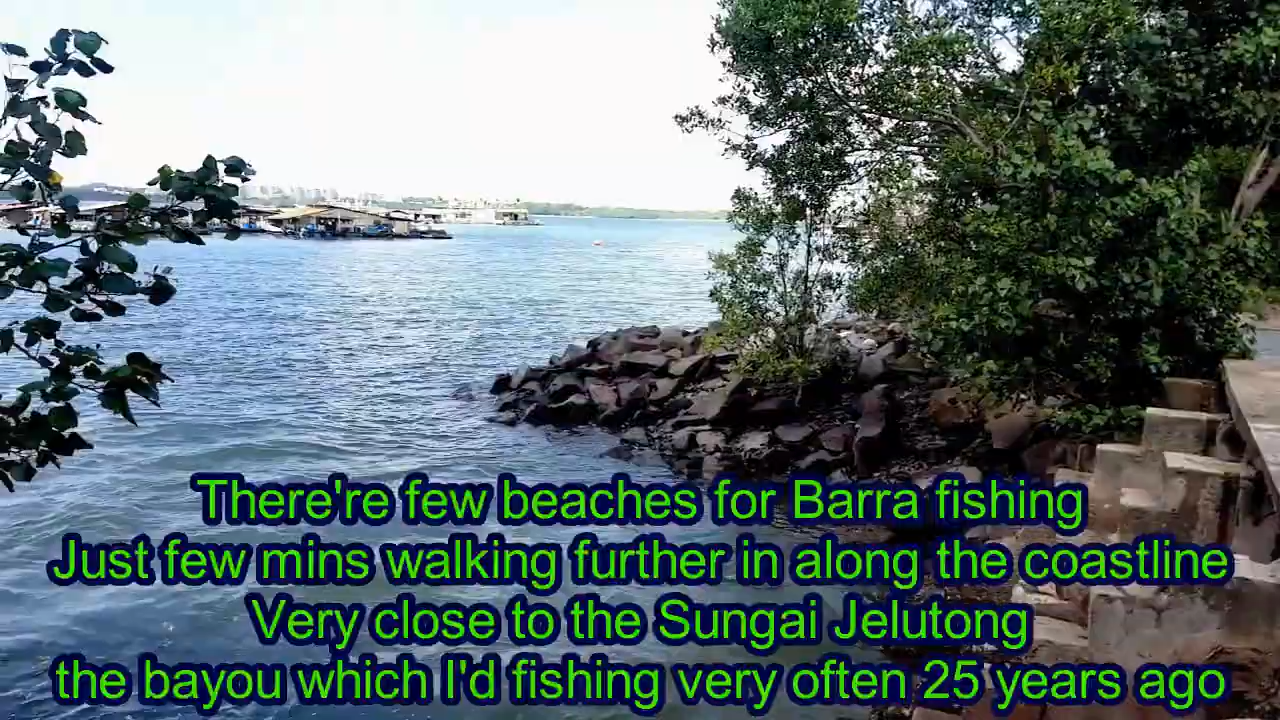 There're few beaches for Barra fishing
Just few mins walking further in along the coastline
Very close to the Sungai Jelutong
the bayou which I'd fishing very often 25 years ago